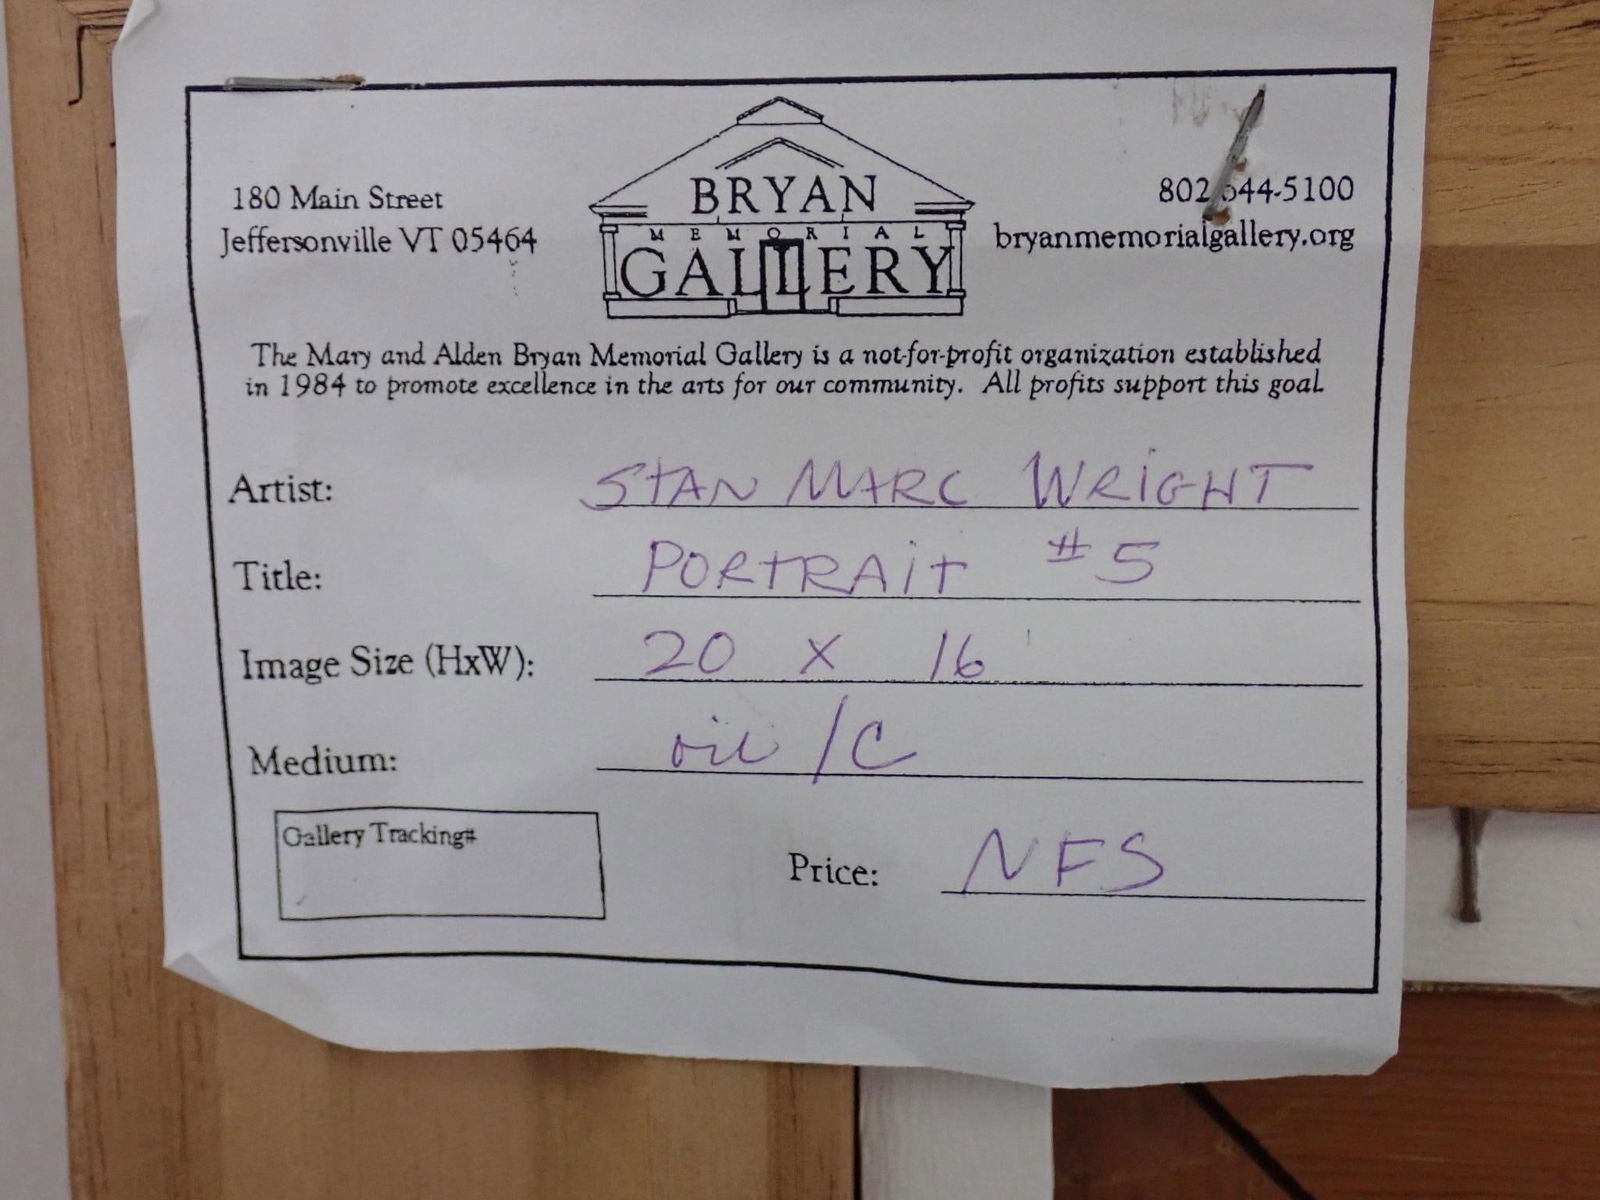 180 Main Street
Jeffersonville VT 05464
BRYAN
MEMORIAL
GALLERY
802 644-5100
bryanmemorialgallery.org
The Mary and Alden Bryan Memorial Gallery is a not-for-profit organization established
in 1984 to promote excellence in the arts for our community. All profits support this goal.
Artist: STAN MARC WRIGHT
Title: PORTRAIT #5
Image Size (HxW): 20 x 16
Medium: oil /C
Gallery Tracking#
Price: NFS